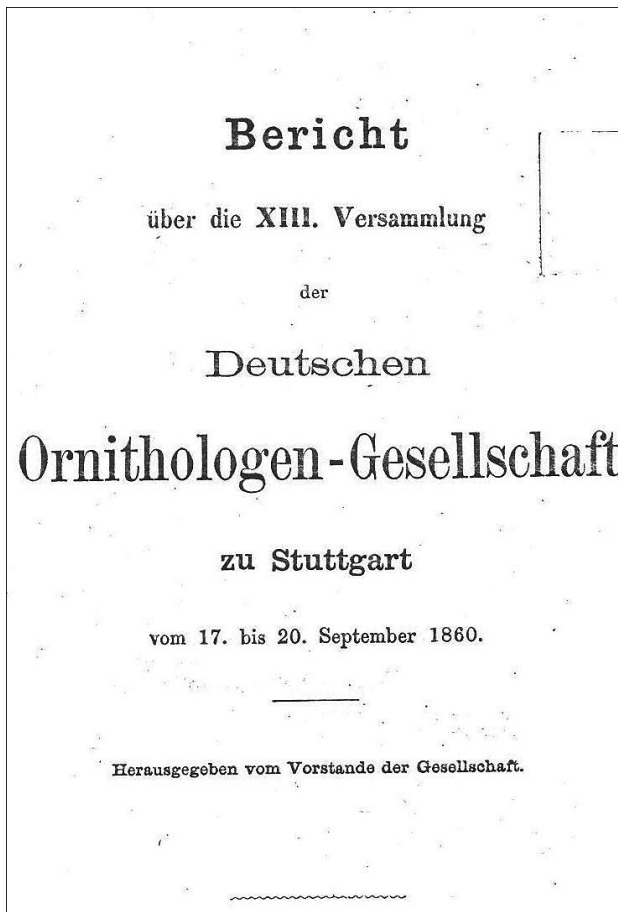 Bericht
über die XIII. Versammlung
der
Deutschen
Ornithologen-Gesellschaft
zu Stuttgart
vom 17. bis 20. September 1860.
Herausgegeben vom Vorstande der Gesellschaft.